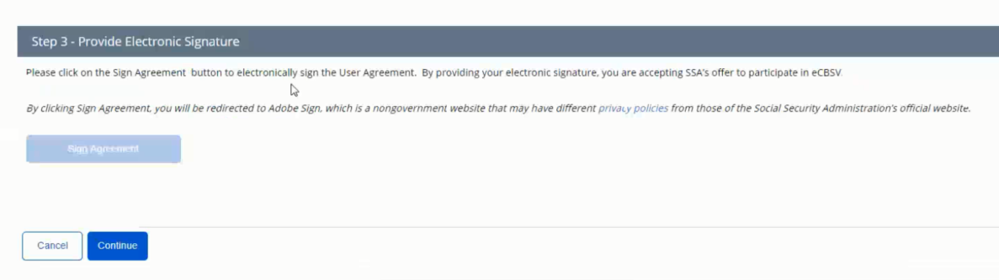 Step 3 - Provide Electronic Signature
Please click on the Sign Agreement button to electronically sign the User Agreement. By providing your electronic signature, you are accepting SSA's offer to participate in eCBSV
By clicking Sign Agreement, you will be redirected to Adobe Sign, which is a nongovernment website that may have different privacy policies from those of the Social Security Administration's official website.
Sign Agreement
Cancel Continue